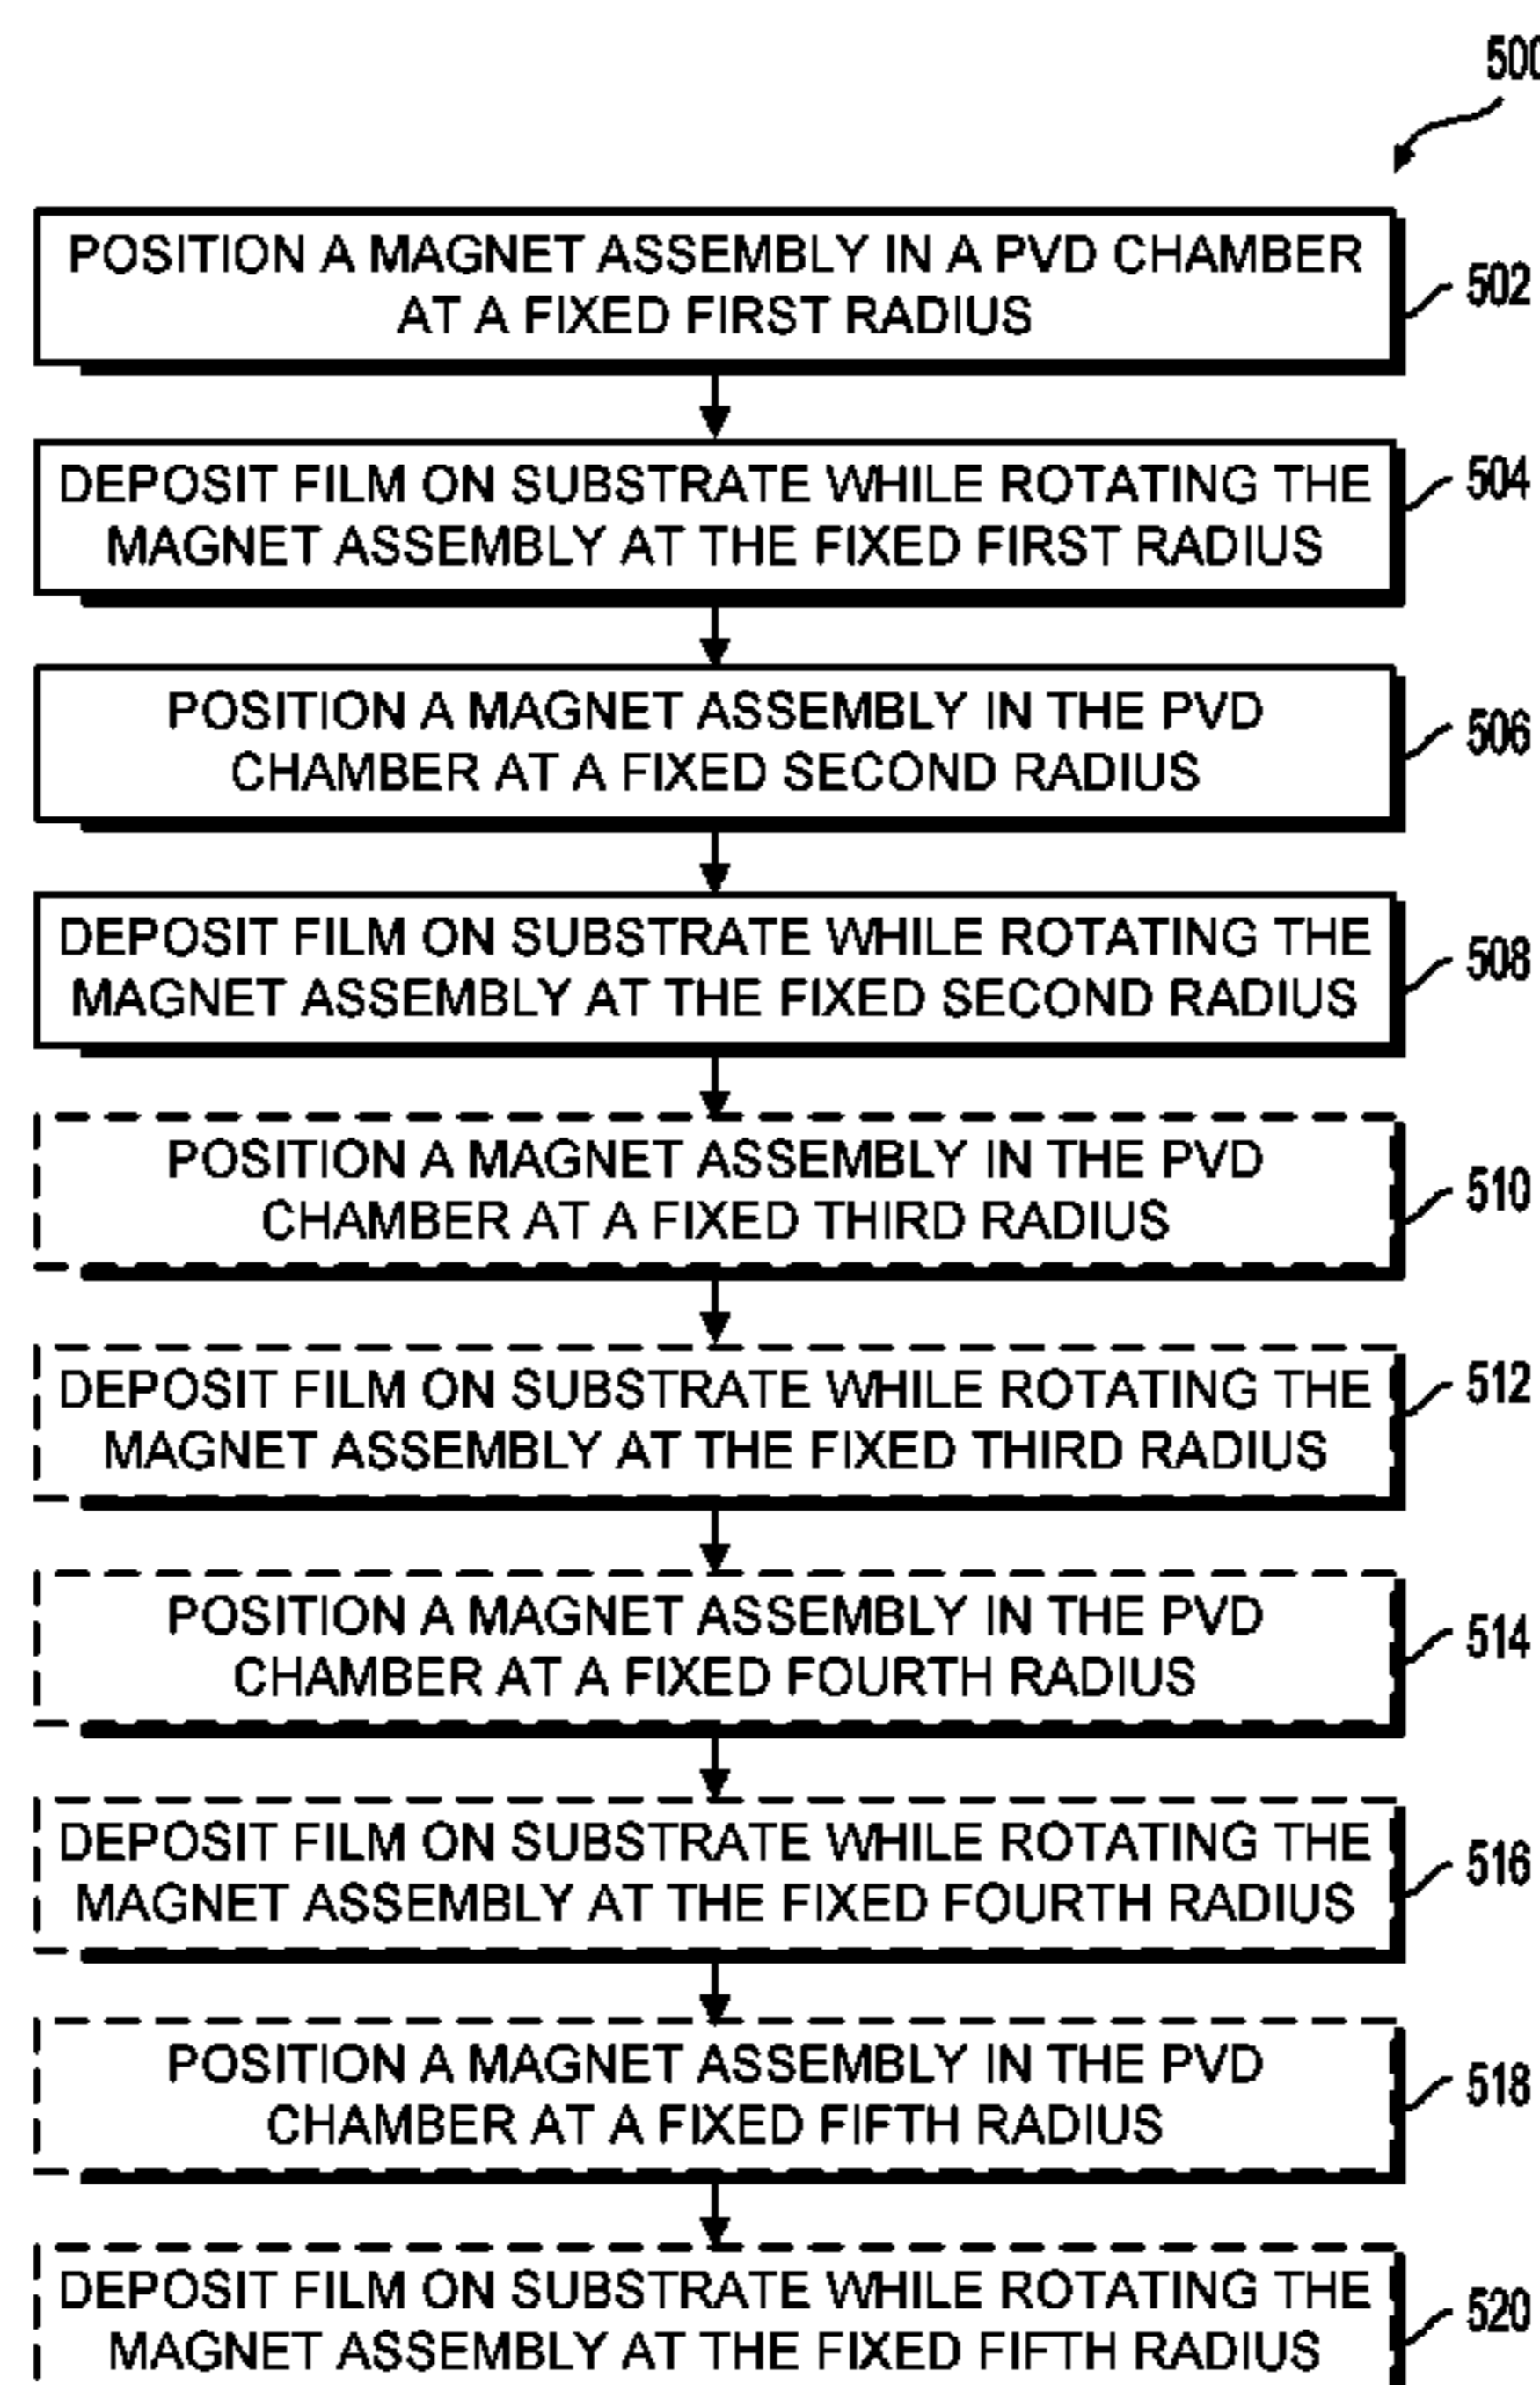 500
POSITION A MAGNET ASSEMBLY IN A PVD CHAMBER
AT A FIXED FIRST RADIUS
502
DEPOSIT FILM ON SUBSTRATE WHILE ROTATING THE
MAGNET ASSEMBLY AT THE FIXED FIRST RADIUS
504
POSITION A MAGNET ASSEMBLY IN THE PVD
CHAMBER AT A FIXED SECOND RADIUS
506
DEPOSIT FILM ON SUBSTRATE WHILE ROTATING THE
MAGNET ASSEMBLY AT THE FIXED SECOND RADIUS
508
POSITION A MAGNET ASSEMBLY IN THE PVD
CHAMBER AT A FIXED THIRD RADIUS
510
DEPOSIT FILM ON SUBSTRATE WHILE ROTATING THE
MAGNET ASSEMBLY AT THE FIXED THIRD RADIUS
512
POSITION A MAGNET ASSEMBLY IN THE PVD
CHAMBER AT A FIXED FOURTH RADIUS
514
DEPOSIT FILM ON SUBSTRATE WHILE ROTATING THE
MAGNET ASSEMBLY AT THE FIXED FOURTH RADIUS
516
POSITION A MAGNET ASSEMBLY IN THE PVD
CHAMBER AT A FIXED FIFTH RADIUS
518
DEPOSIT FILM ON SUBSTRATE WHILE ROTATING THE
MAGNET ASSEMBLY AT THE FIXED FIFTH RADIUS
520